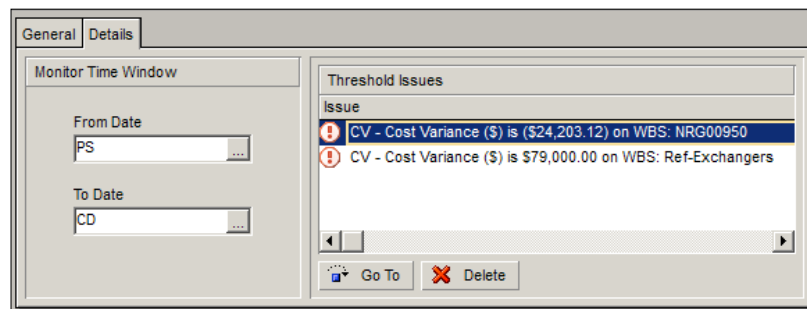 General Details
Monitor Time Window
From Date
PS
...
To Date
CD
...
Threshold Issues
Issue
CV - Cost Variance ($) is ($24,203.12) on WBS: NRG00950
CV - Cost Variance ($) is $79,000.00 on WBS: Ref-Exchangers
Go To Delete